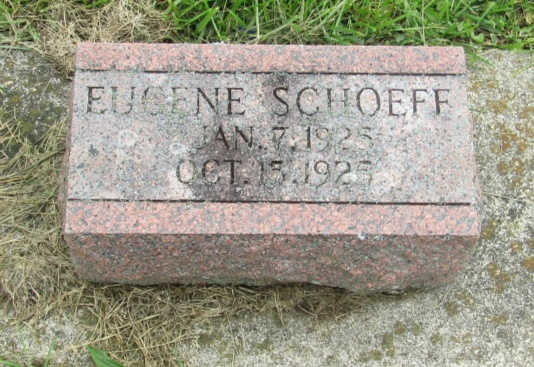 EUGENE SCHOEFF
JAN. 7. 1925
OCT. 15. 1925